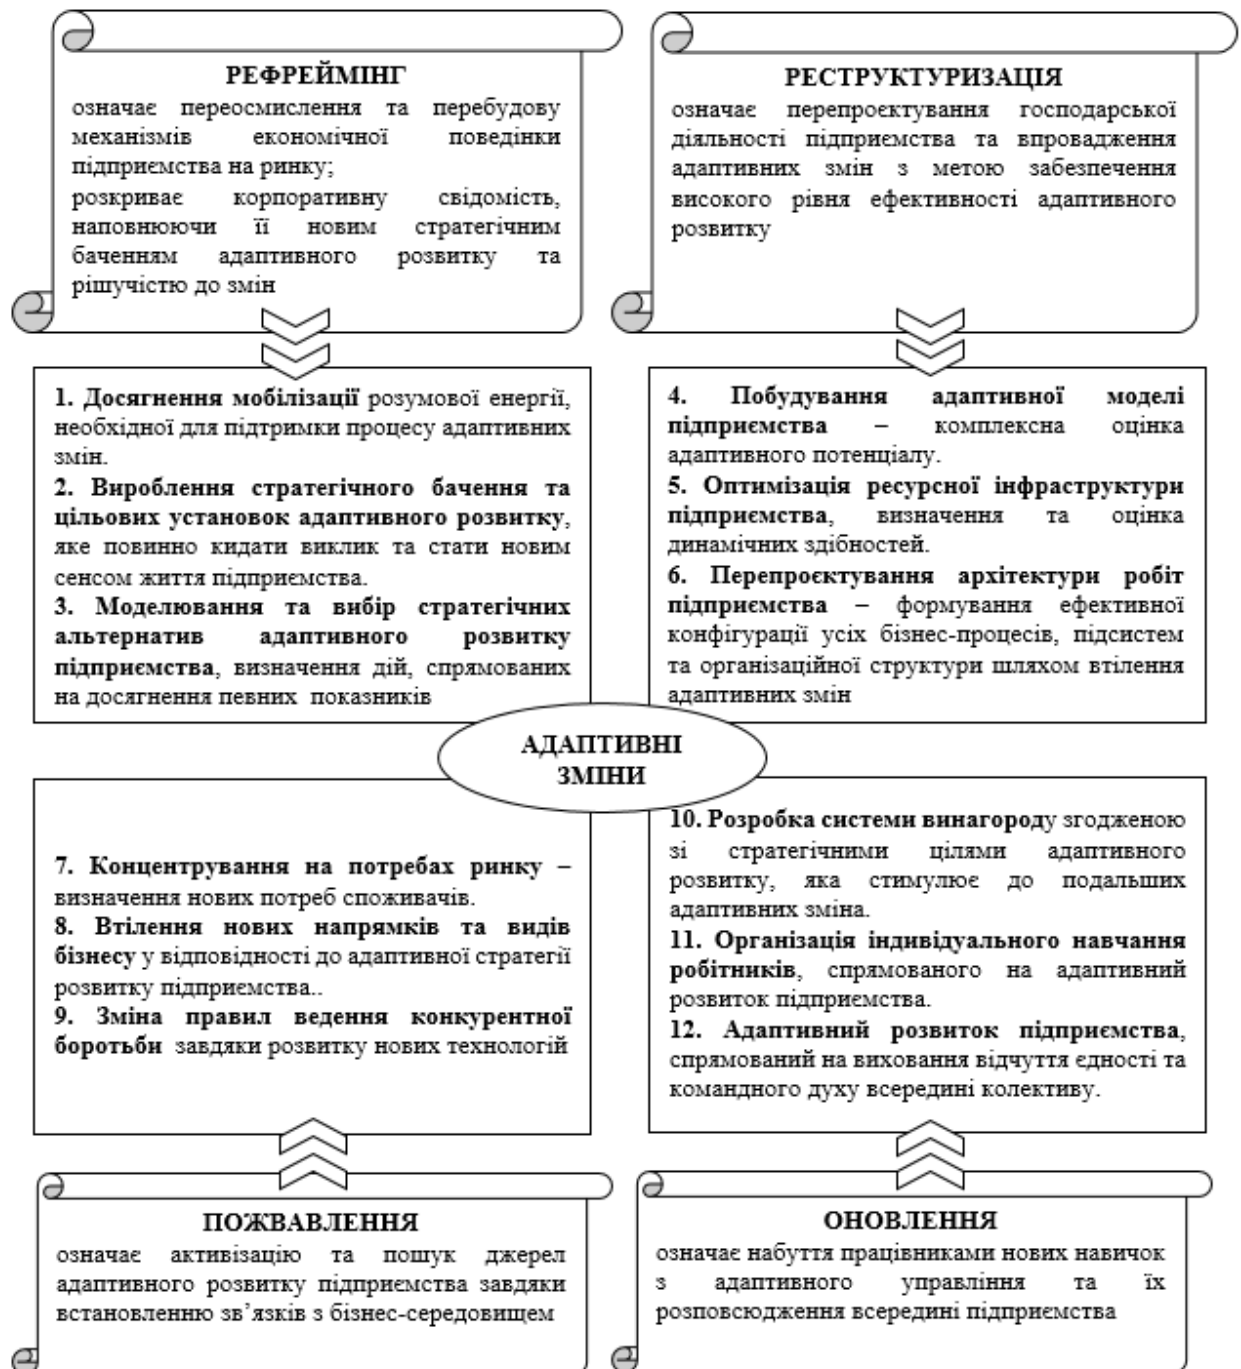 РЕФРЕЙМІНГ
означає переосмислення та перебудову
механізмів економічної поведінки
підприємства на ринку;
розкриває корпоративну свідомість,
наповнюючи її новим стратегічним
баченням адаптивного розвитку та
рішучістю до змін
РЕСТРУКТУРИЗАЦІЯ
означає перепроектування господарської
діяльності підприємства та впровадження
адаптивних змін з метою забезпечення
високого рівня ефективності адаптивного
розвитку
1. Досягнення мобілізації розумової енергії,
необхідної для підтримки процесу адаптивних
змін.
2. Вироблення стратегічного бачення та
цільових установок адаптивного розвитку,
яке повинно кидати виклик та стати новим
сенсом життя підприємства.
3. Моделювання та вибір стратегічних
альтернатив адаптивного розвитку
підприємства, визначення дій, спрямованих
на досягнення певних показників
4. Побудування адаптивної моделі
підприємства – комплексна оцінка
адаптивного потенціалу.
5. Оптимізація ресурсної інфраструктури
підприємства, визначення та оцінка
динамічних здібностей.
6. Перепроєктування архітектури робіт
підприємства – формування ефективної
конфігурації усіх бізнес-процесів, підсистем
та організаційної структури шляхом втілення
адаптивних змін
АДАПТИВНІ
ЗМІНИ
7. Концентрування на потребах ринку –
визначення нових потреб споживачів.
8. Втілення нових напрямків та видів
бізнесу у відповідності до адаптивної стратегії
розвитку підприємства..
9. Зміна правил ведення конкурентної
боротьби завдяки розвитку нових технологій
10. Розробка системи винагороду згодженою
зі стратегічними цілями адаптивного
розвитку, яка стимулює до подальших
адаптивних зміна.
11. Організація індивідуального навчання
робітників, спрямованого на адаптивний
розвиток підприємства.
12. Адаптивний розвиток підприємства,
спрямований на виховання відчуття єдності та
командного духу всередині колективу.
ПОЖВАВЛЕННЯ
означає активізацію та пошук джерел
адаптивного розвитку підприємства завдяки
встановленню зв’язків з бізнес-середовищем
ОНОВЛЕННЯ
означає набуття працівниками нових навичок
з адаптивного управління та їх
розповсюдження всередині підприємства